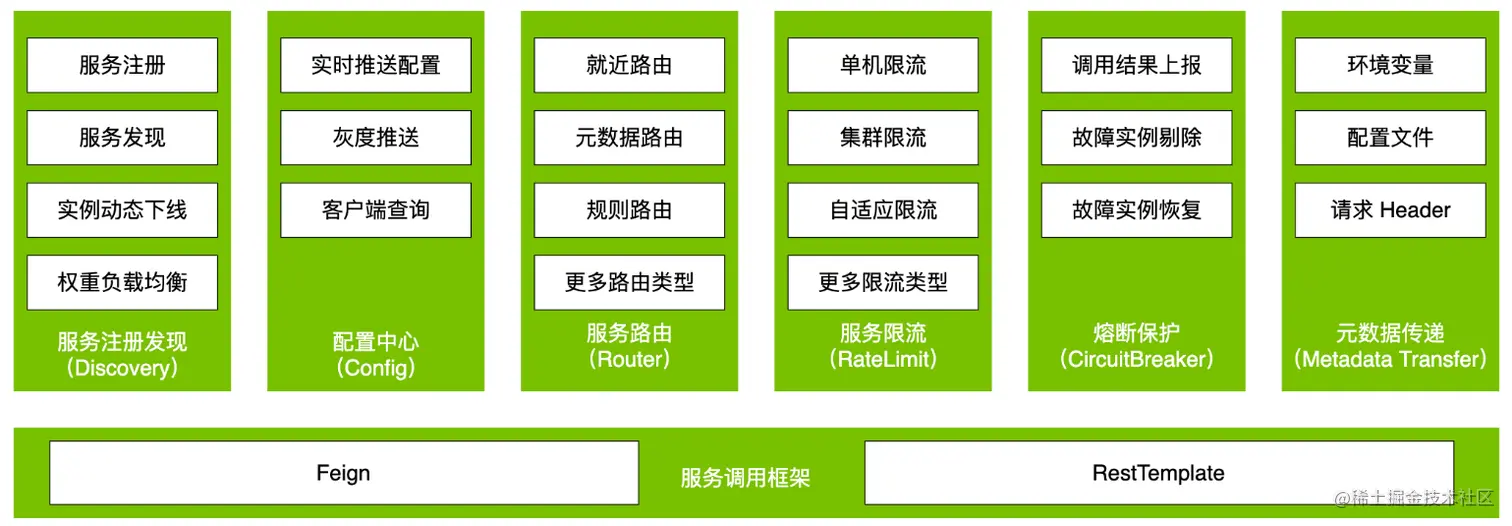 服务注册
服务发现
实例动态下线
权重负载均衡
服务注册发现
（Discovery）
实时推送配置
灰度推送
客户端查询
配置中心
（Config）
就近路由
元数据路由
规则路由
更多路由类型
服务路由
（Router）
单机限流
集群限流
自适应限流
更多限流类型
服务限流
（RateLimit）
调用结果上报
故障实例剔除
故障实例恢复
熔断保护
（CircuitBreaker）
环境变量
配置文件
请求 Header
元数据传递
（Metadata Transfer）
Feign
服务调用框架
RestTemplate
@稀土掘金技术社区